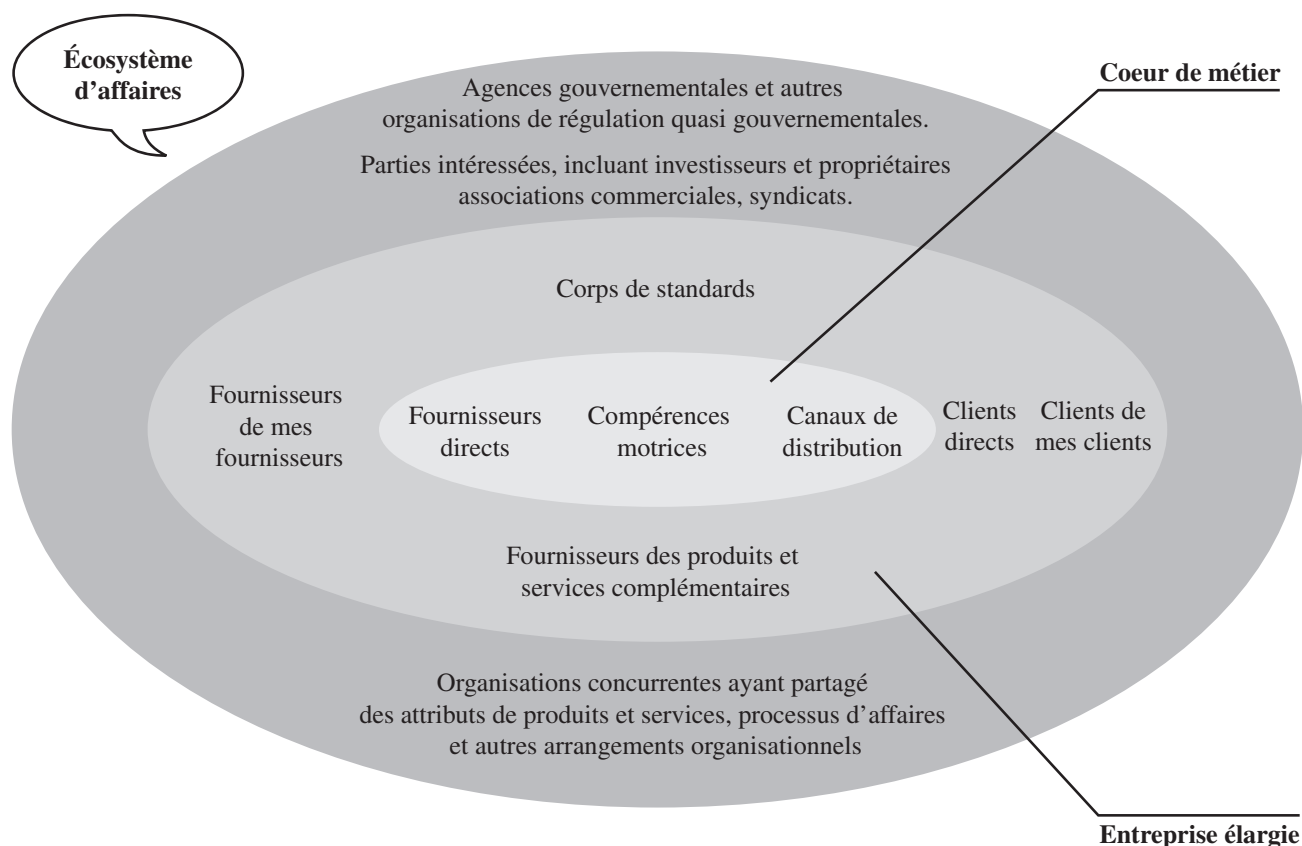 Écosystème
d'affaires
Coeur de métier
Agences gouvernementales et autres
organisations de régulation quasi gouvernementales.
Parties intéressées, incluant investisseurs et propriétaires
associations commerciales, syndicats.
Corps de standards
Fournisseurs
de mes
fournisseurs
Fournisseurs
directs
Compérences
motrices
Canaux de
distribution
Clients
directs
Clients de
mes clients
Fournisseurs des produits et
services complémentaires
Organisations concurrentes ayant partagé
des attributs de produits et services, processus d'affaires
et autres arrangements organisationnels
Entreprise élargie